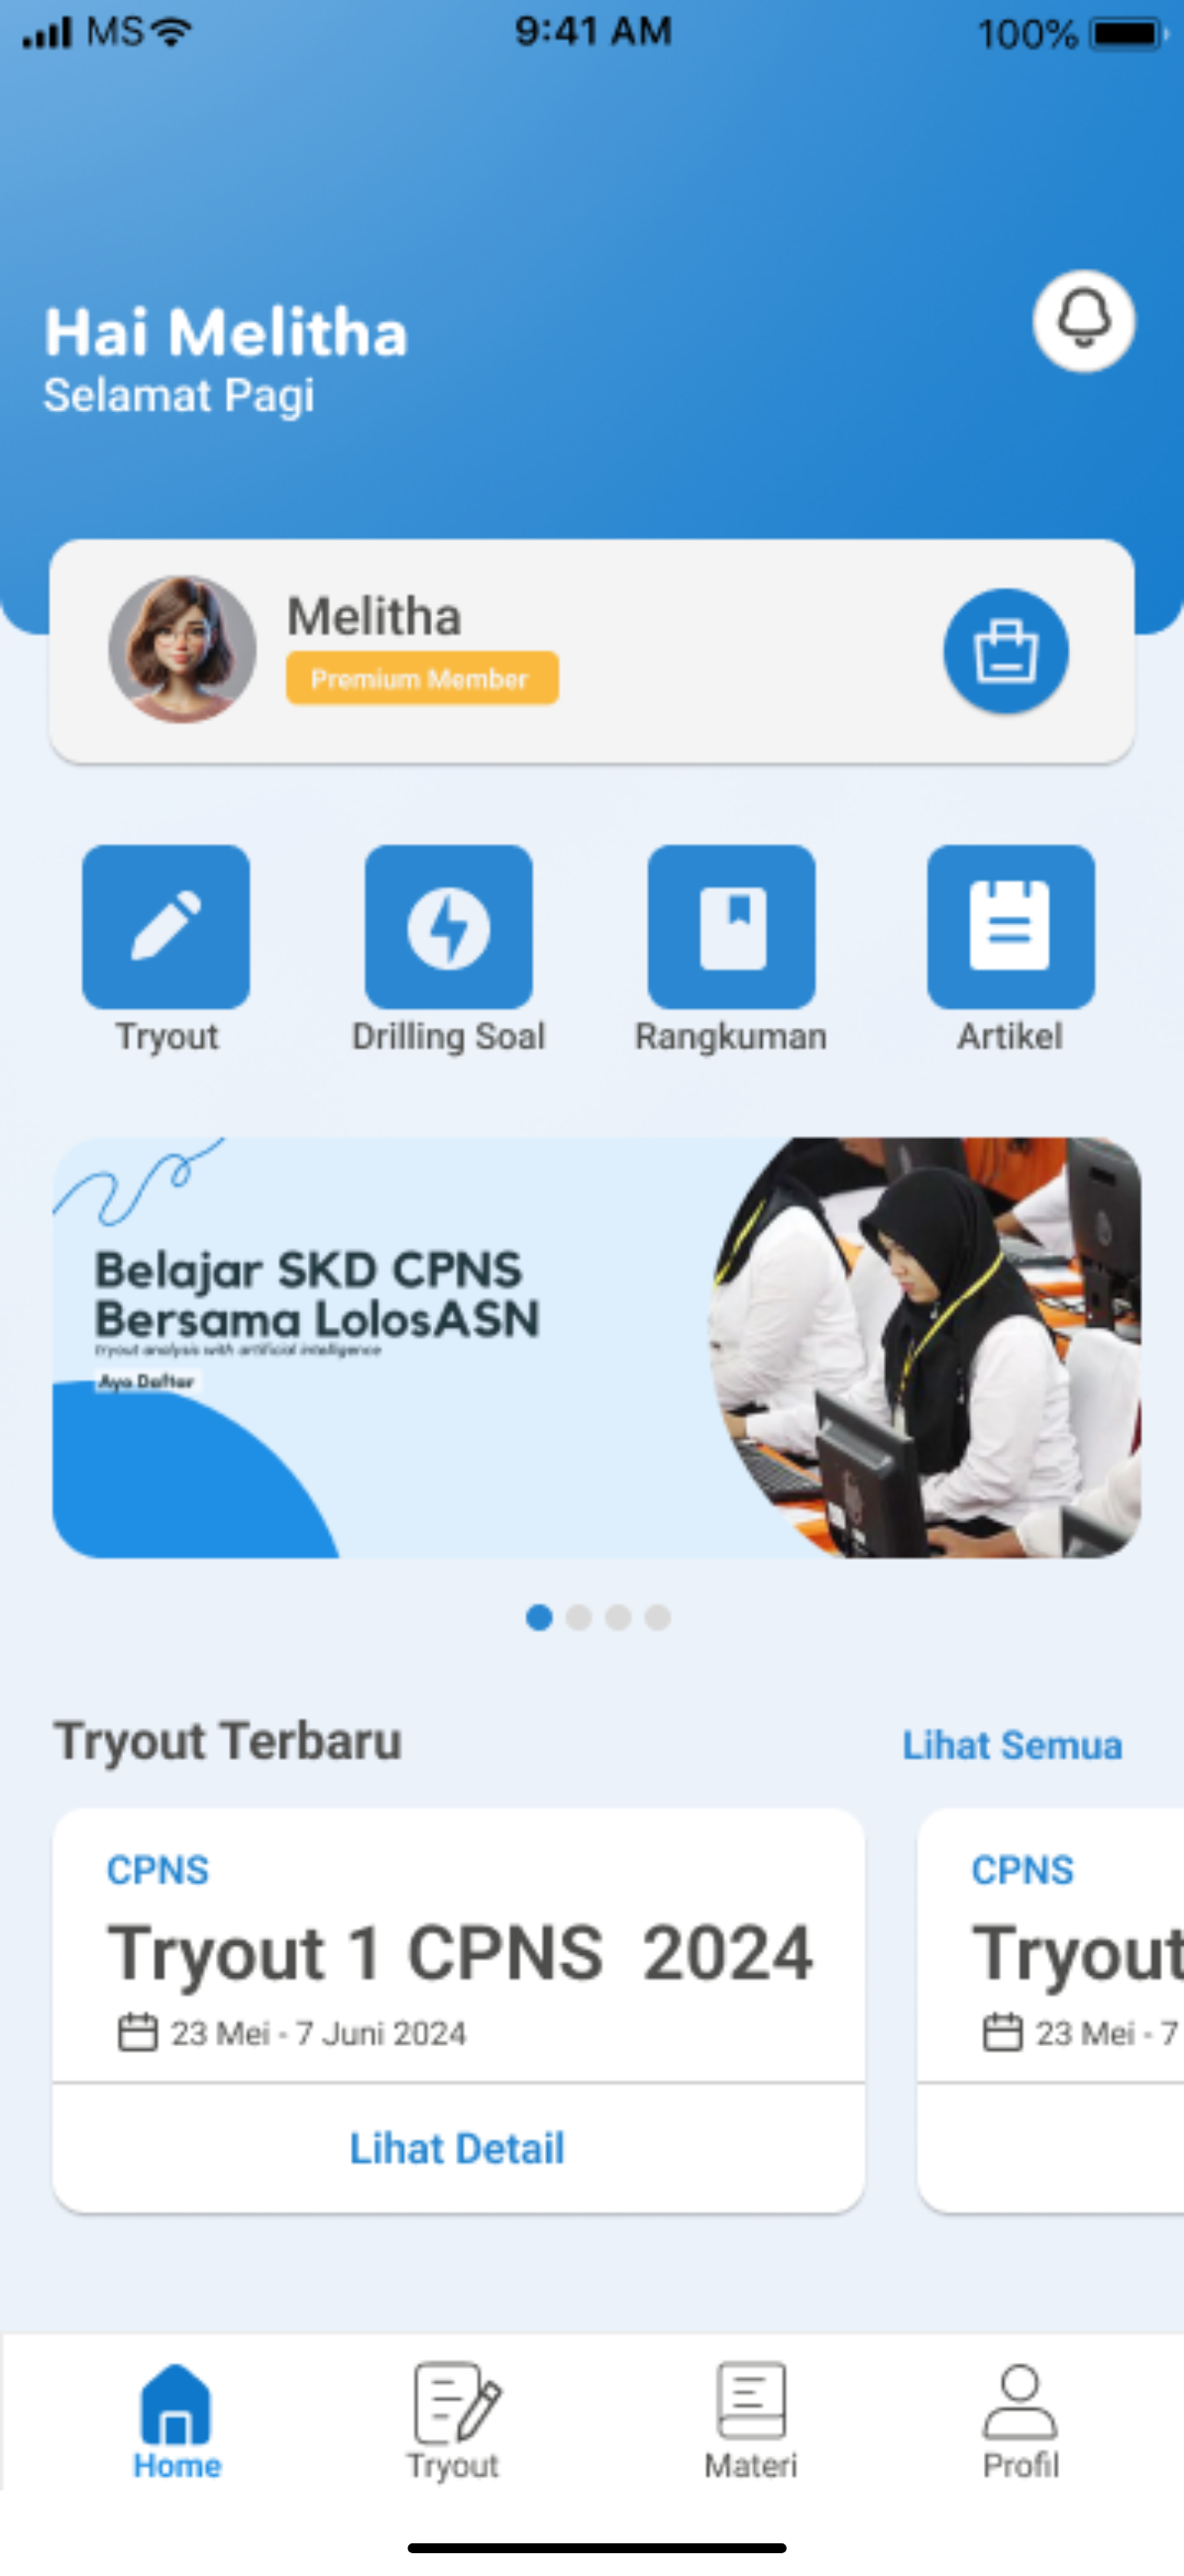 MS 9:41 AM 100%
Hai Melitha
Selamat Pagi
Melitha
Premium Member
Tryout Drilling Soal Rangkuman Artikel
Belajar SKD CPNS
Bersama LolosASN
tryout analysis with artificial intelligence
Ayo Daftar
Tryout Terbaru Lihat Semua
CPNS CPNS
Tryout 1 CPNS 2024 Tryout
23 Mei - 7 Juni 2024 23 Mei - 7
Lihat Detail
Home Tryout Materi Profil